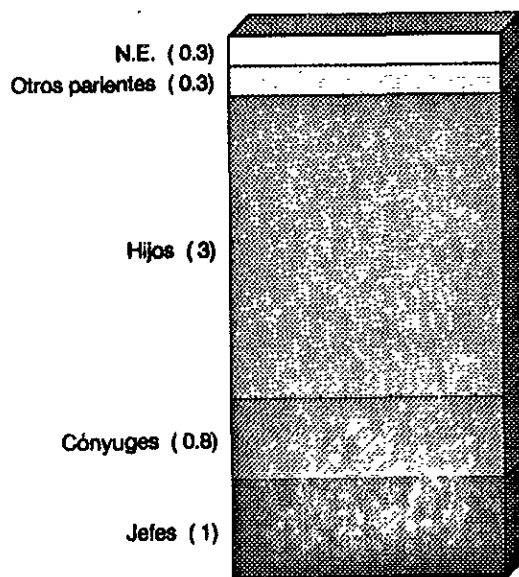 N.E. (0.3)
Otros parientes (0.3)
Hijos (3)
Cónyuges (0.8)
Jefes (1)